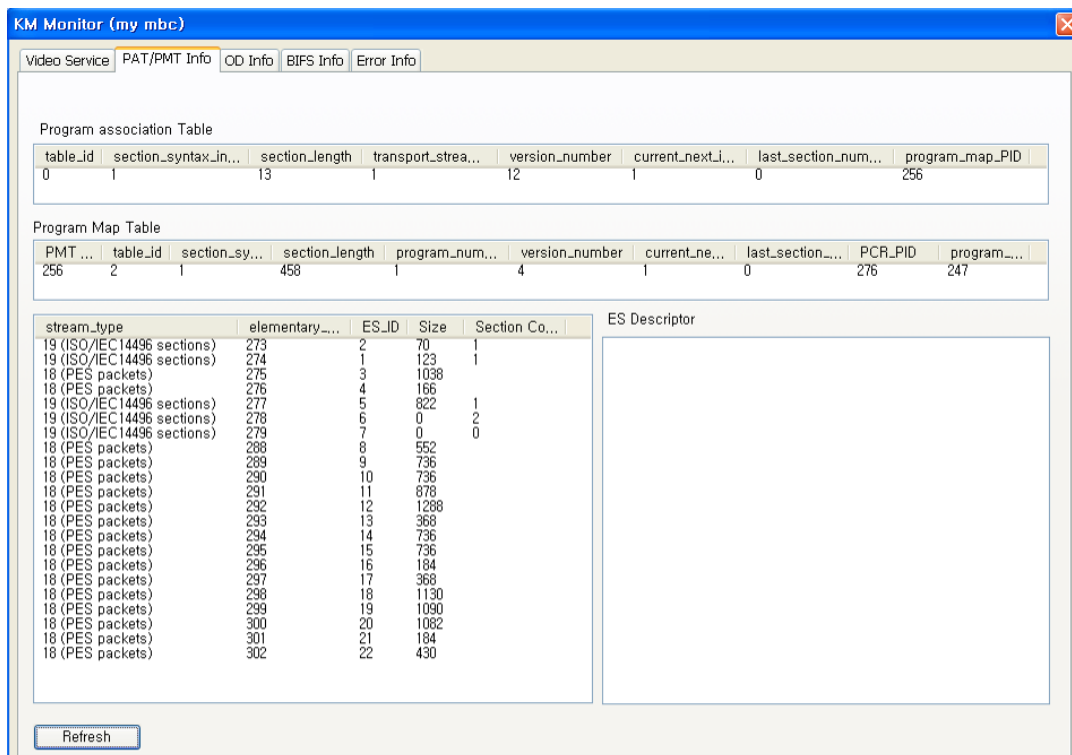 KM Monitor (my mbc)
Video Service PAT/PMT Info OD Info BIFS Info Error Info
Program association Table
table_id section_syntax_in... section_length transport_strea... version_number current_next_i... last_section_num... program_map_PID
0 1 13 1 12 1 0 256
Program Map Table
PMT ... table_id section_sy... section_length program_num... version_number current_ne... last_section_... PCR_PID program_...
256 2 1 458 1 4 1 0 276 247
stream_type elementary_... ES_ID Size Section Co...
19 (ISO/IEC14496 sections) 273 2 70 1
19 (ISO/IEC14496 sections) 274 1 123 1
18 (PES packets) 275 3 1038
18 (PES packets) 276 4 166
19 (ISO/IEC14496 sections) 277 5 822 1
19 (ISO/IEC14496 sections) 278 6 0 2
19 (ISO/IEC14496 sections) 279 7 0 0
18 (PES packets) 288 8 552
18 (PES packets) 289 9 736
18 (PES packets) 290 10 736
18 (PES packets) 291 11 878
18 (PES packets) 292 12 1288
18 (PES packets) 293 13 368
18 (PES packets) 294 14 736
18 (PES packets) 295 15 736
18 (PES packets) 296 16 184
18 (PES packets) 297 17 368
18 (PES packets) 298 18 1130
18 (PES packets) 299 19 1090
18 (PES packets) 300 20 1082
18 (PES packets) 301 21 184
18 (PES packets) 302 22 430
ES Descriptor
Refresh